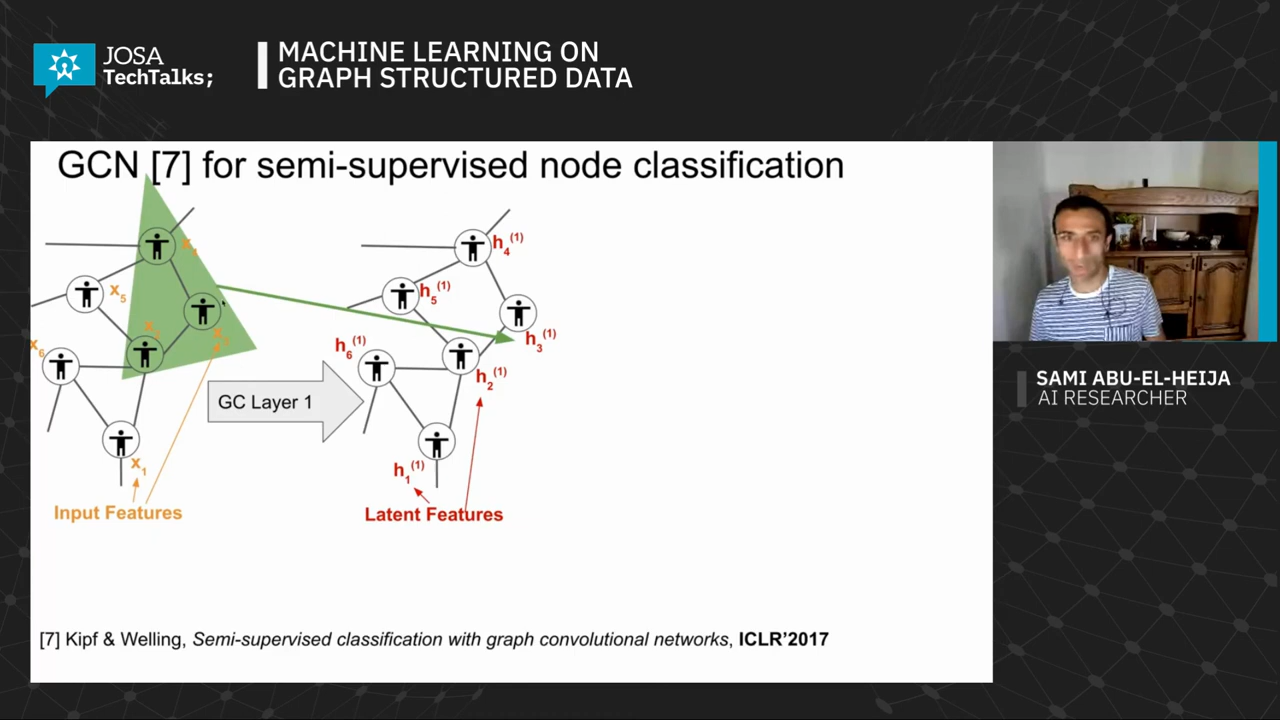 JOSA
TechTalks;
MACHINE LEARNING ON
GRAPH STRUCTURED DATA
GCN [7] for semi-supervised node classification
x5
x6
x1
GC Layer 1
h4(1)
h5(1)
h3(1)
h6(1)
h2(1)
h1(1)
Input Features
Latent Features
[7] Kipf & Welling, Semi-supervised classification with graph convolutional networks, ICLR'2017
SAMI ABU-EL-HEIJA
AI RESEARCHER